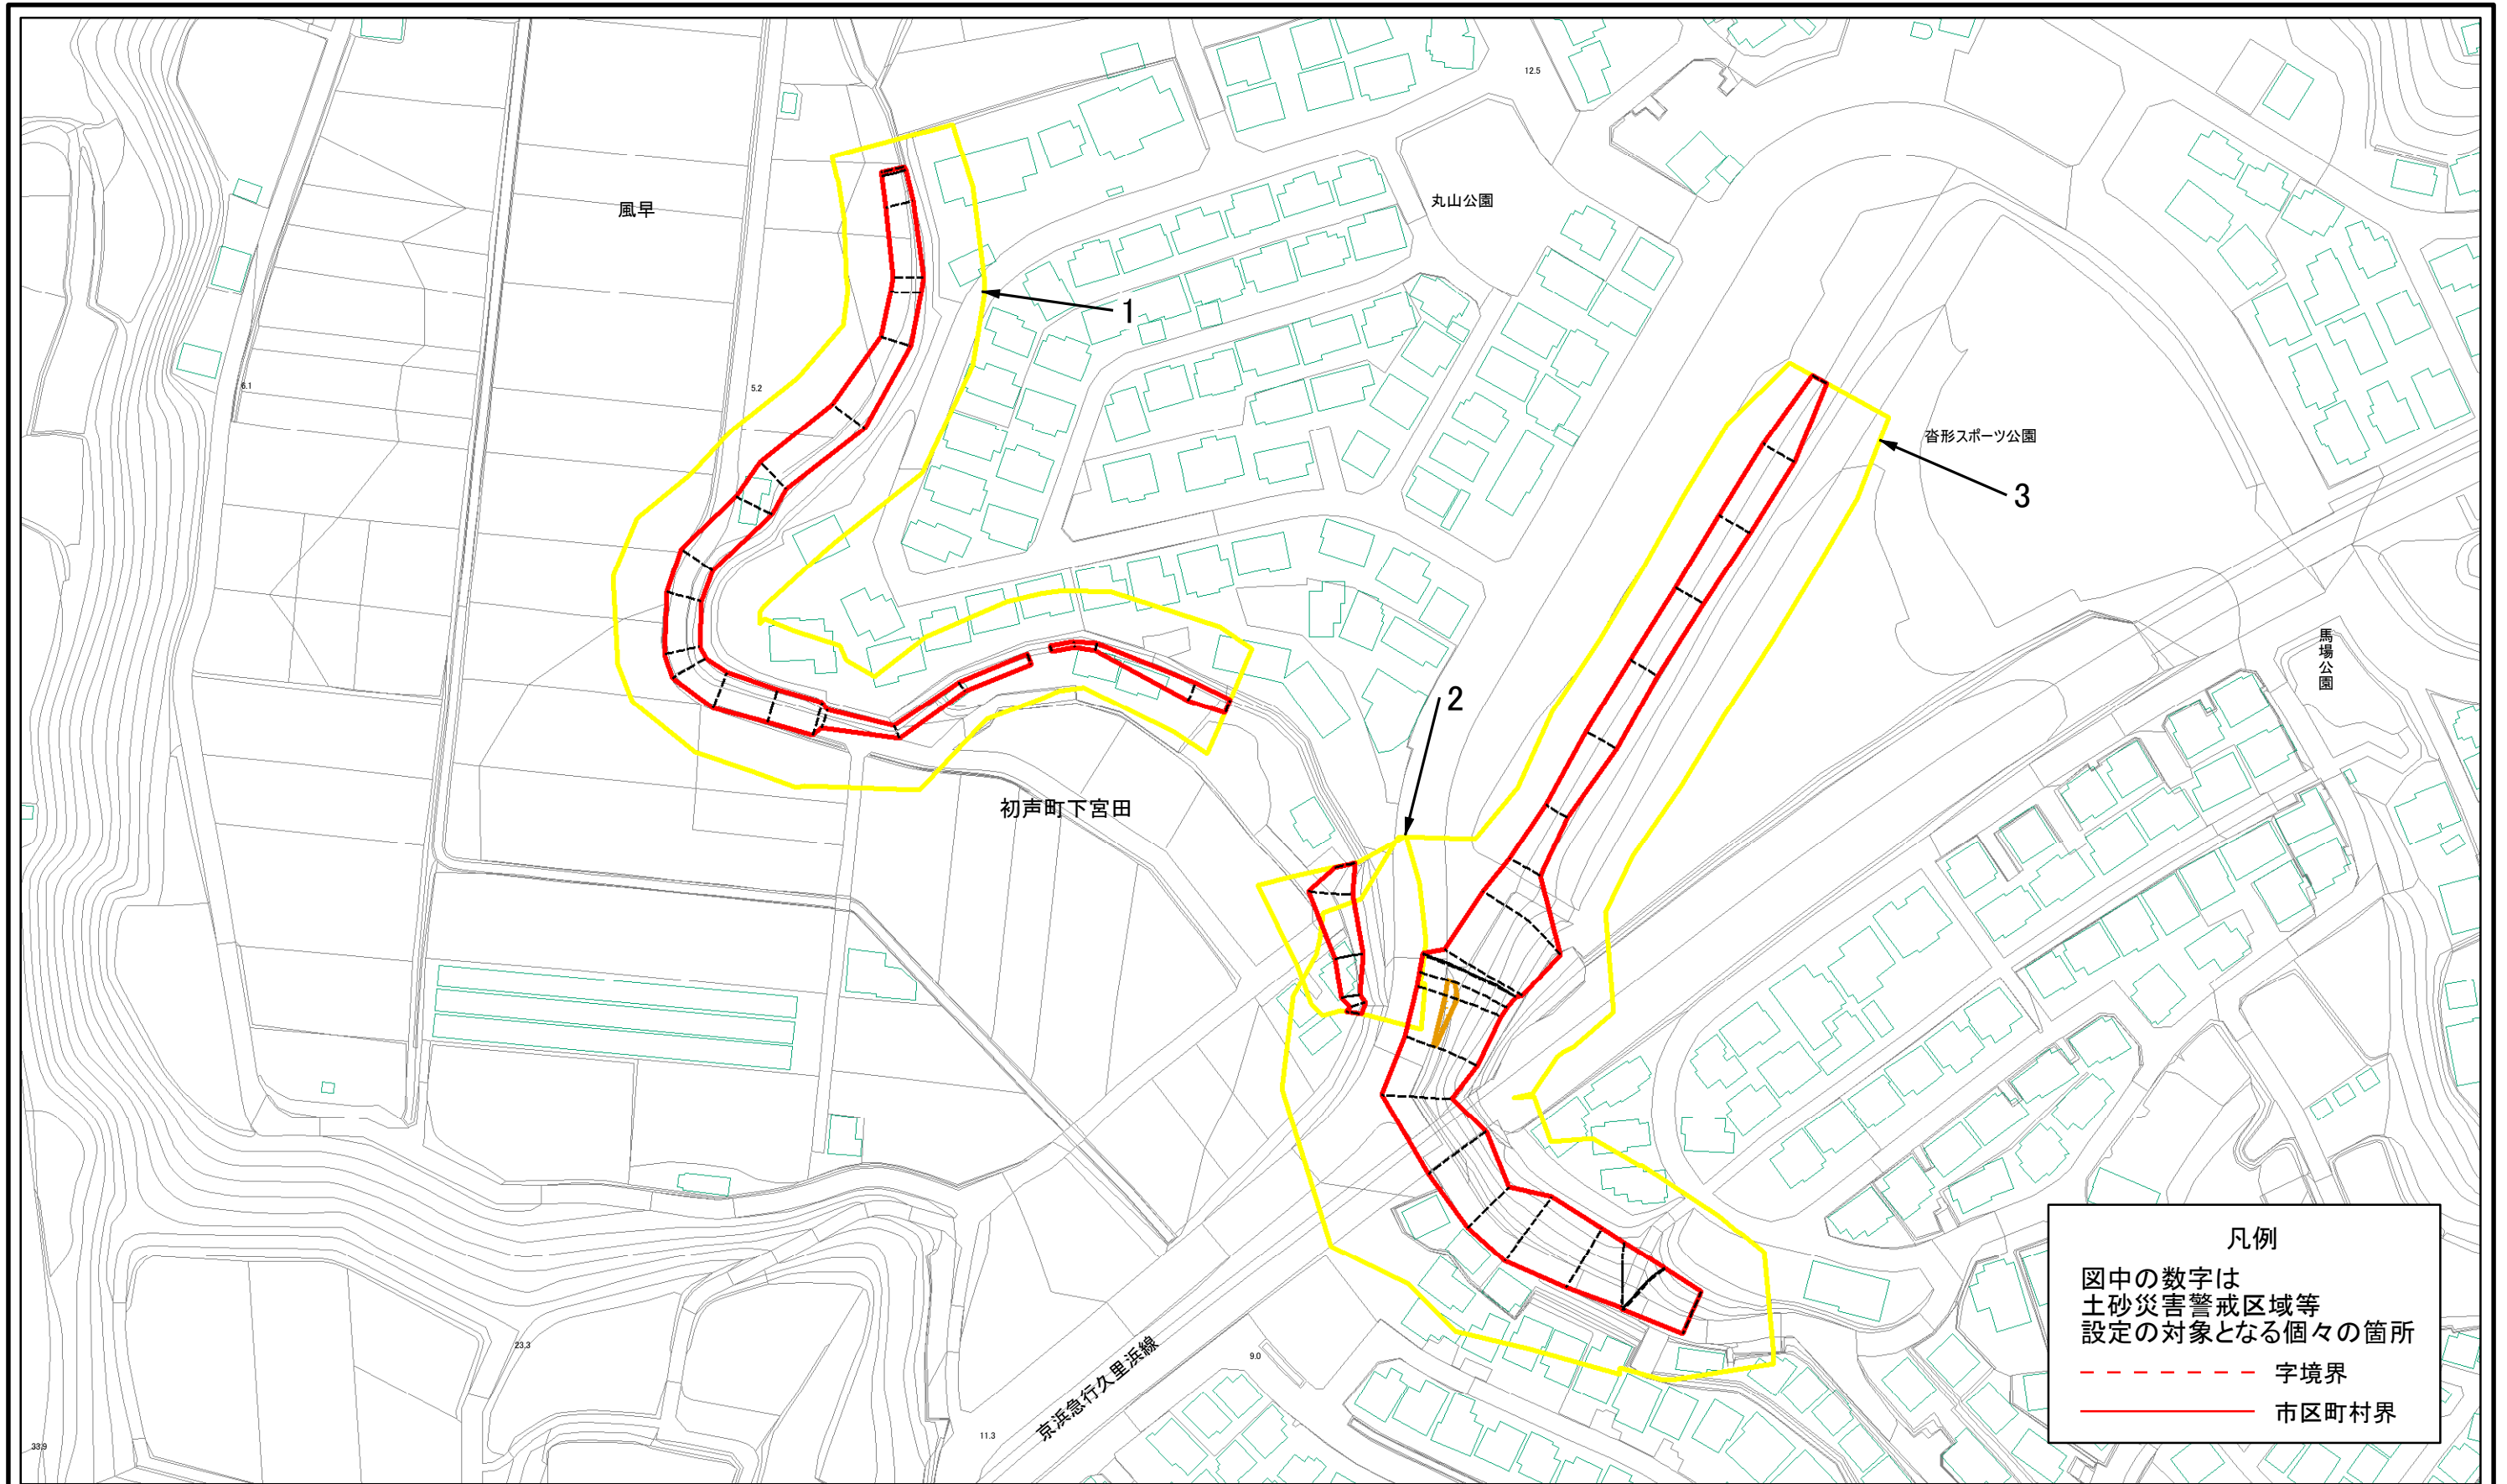 12.5
丸山公園
風早
1
6.1
5.2
沓形スポーツ公園
3
馬場公園
2
初声町下宮田
23.3
9.0
京浜急行久里浜線
11.3
33.9
凡例
図中の数字は
土砂災害警戒区域等
設定の対象となる個々の箇所
字境界
市区町村界